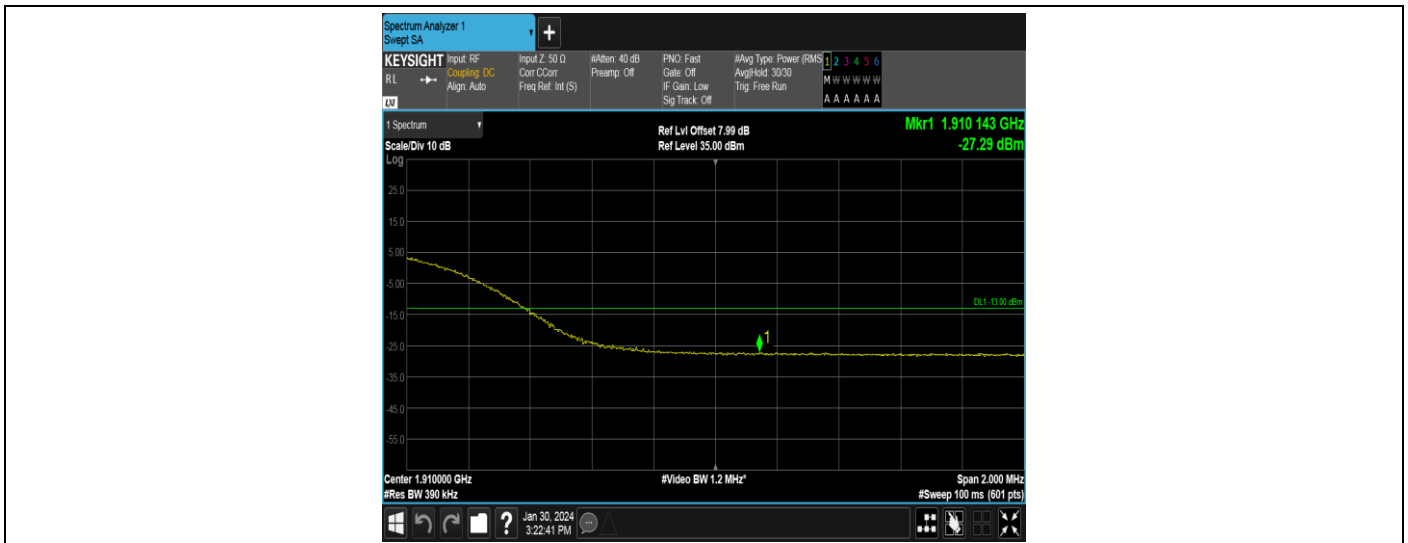 Spectrum Analyzer 1
Swept SA
+
KEYSIGHT
RL
LXI
Input: RF
Coupling: DC
Align: Auto
Input Z: 50 Ω
Corr CCorr
Freq Ref: Int (S)
#Atten: 40 dB
Preamp: Off
PNO: Fast
Gate: Off
IF Gain: Low
Sig Track: Off
#Avg Type: Power (RMS
Avg|Hold: 30/30
Trig: Free Run
1 2 3 4 5 6
M W W W W W
A A A A A A
1 Spectrum
Scale/Div 10 dB
Ref Lvl Offset 7.99 dB
Ref Level 35.00 dBm
Mkr1 1.910 143 GHz
-27.29 dBm
Log
25.0
15.0
5.00
-5.00
DL1 -13.00 dBm
-15.0
1
-25.0
-35.0
-45.0
-55.0
Center 1.910000 GHz
#Res BW 390 kHz
#Video BW 1.2 MHz*
Span 2.000 MHz
#Sweep 100 ms (601 pts)
?
Jan 30, 2024
3:22:41 PM